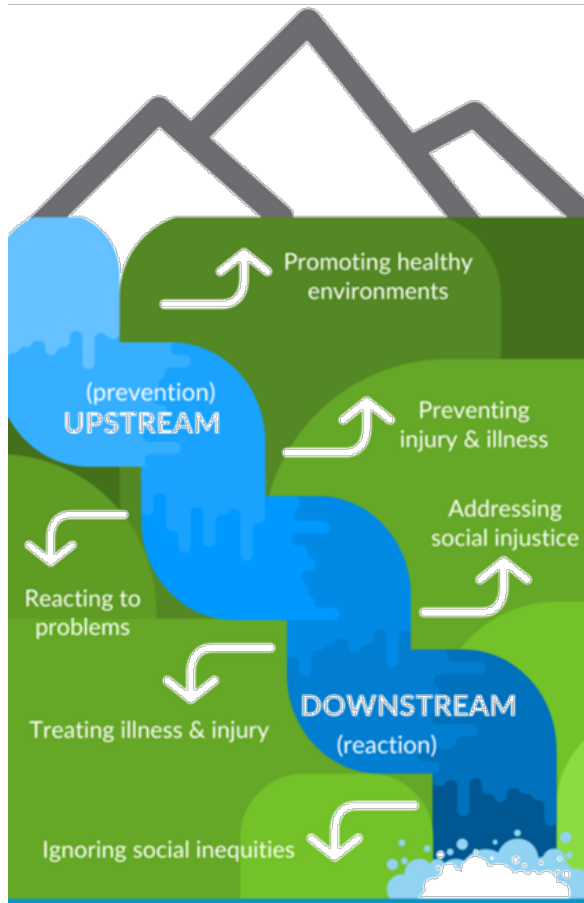 Promoting healthy
environments
(prevention)
UPSTREAM
Preventing
injury & illness
Addressing
social injustice
Reacting to
problems
DOWNSTREAM
(reaction)
Treating illness & injury
Ignoring social inequities